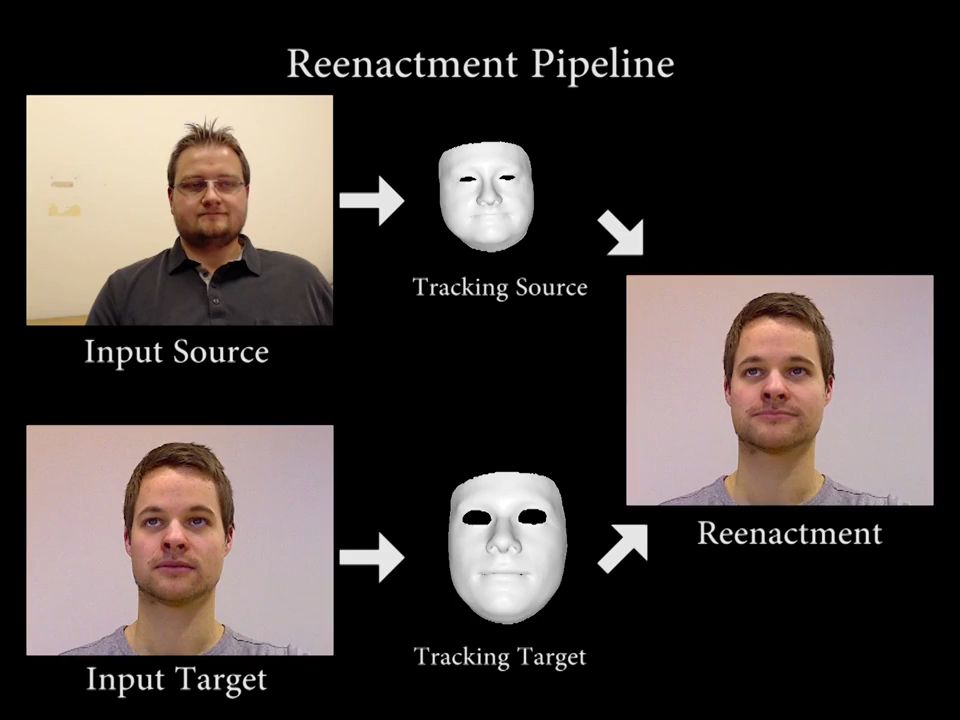 Reenactment Pipeline
Tracking Source
Input Source
Reenactment
Tracking Target
Input Target